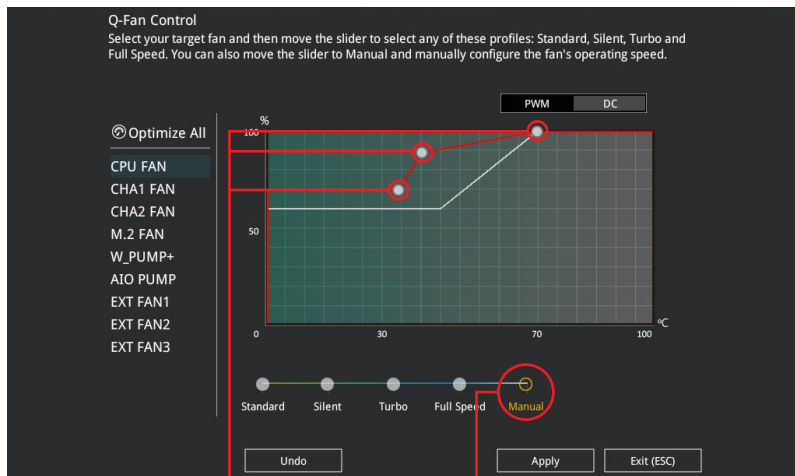 Q-Fan Control
Select your target fan and then move the slider to select any of these profiles: Standard, Silent, Turbo and
Full Speed. You can also move the slider to Manual and manually configure the fan's operating speed.
PWM DC
%
Optimize All
100
CPU FAN
CHA1 FAN
CHA2 FAN
M.2 FAN
50
W_PUMP+
AIO PUMP
EXT FAN1
EXT FAN2
EXT FAN3
°C
0 30 70 100
Standard Silent Turbo Full Speed Manual
Undo Apply Exit (ESC)